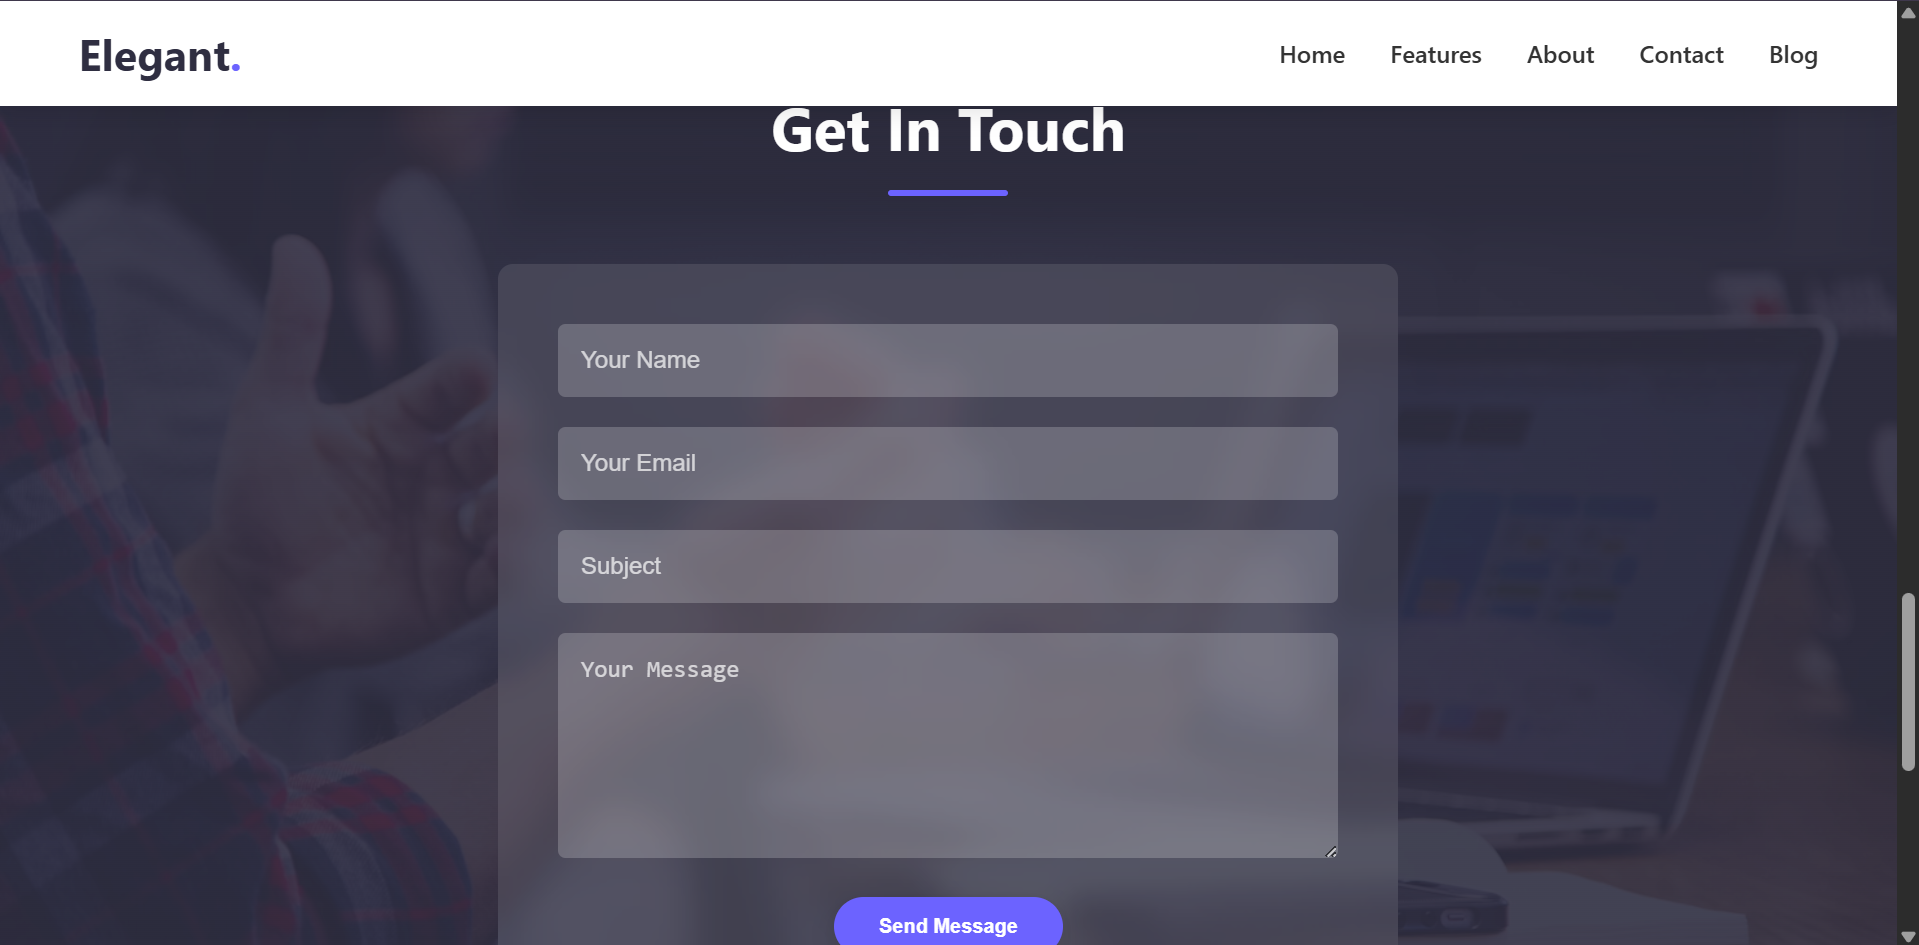 Elegant.
Home Features About Contact Blog
Get In Touch
Your Name
Your Email
Subject
Your Message
Send Message